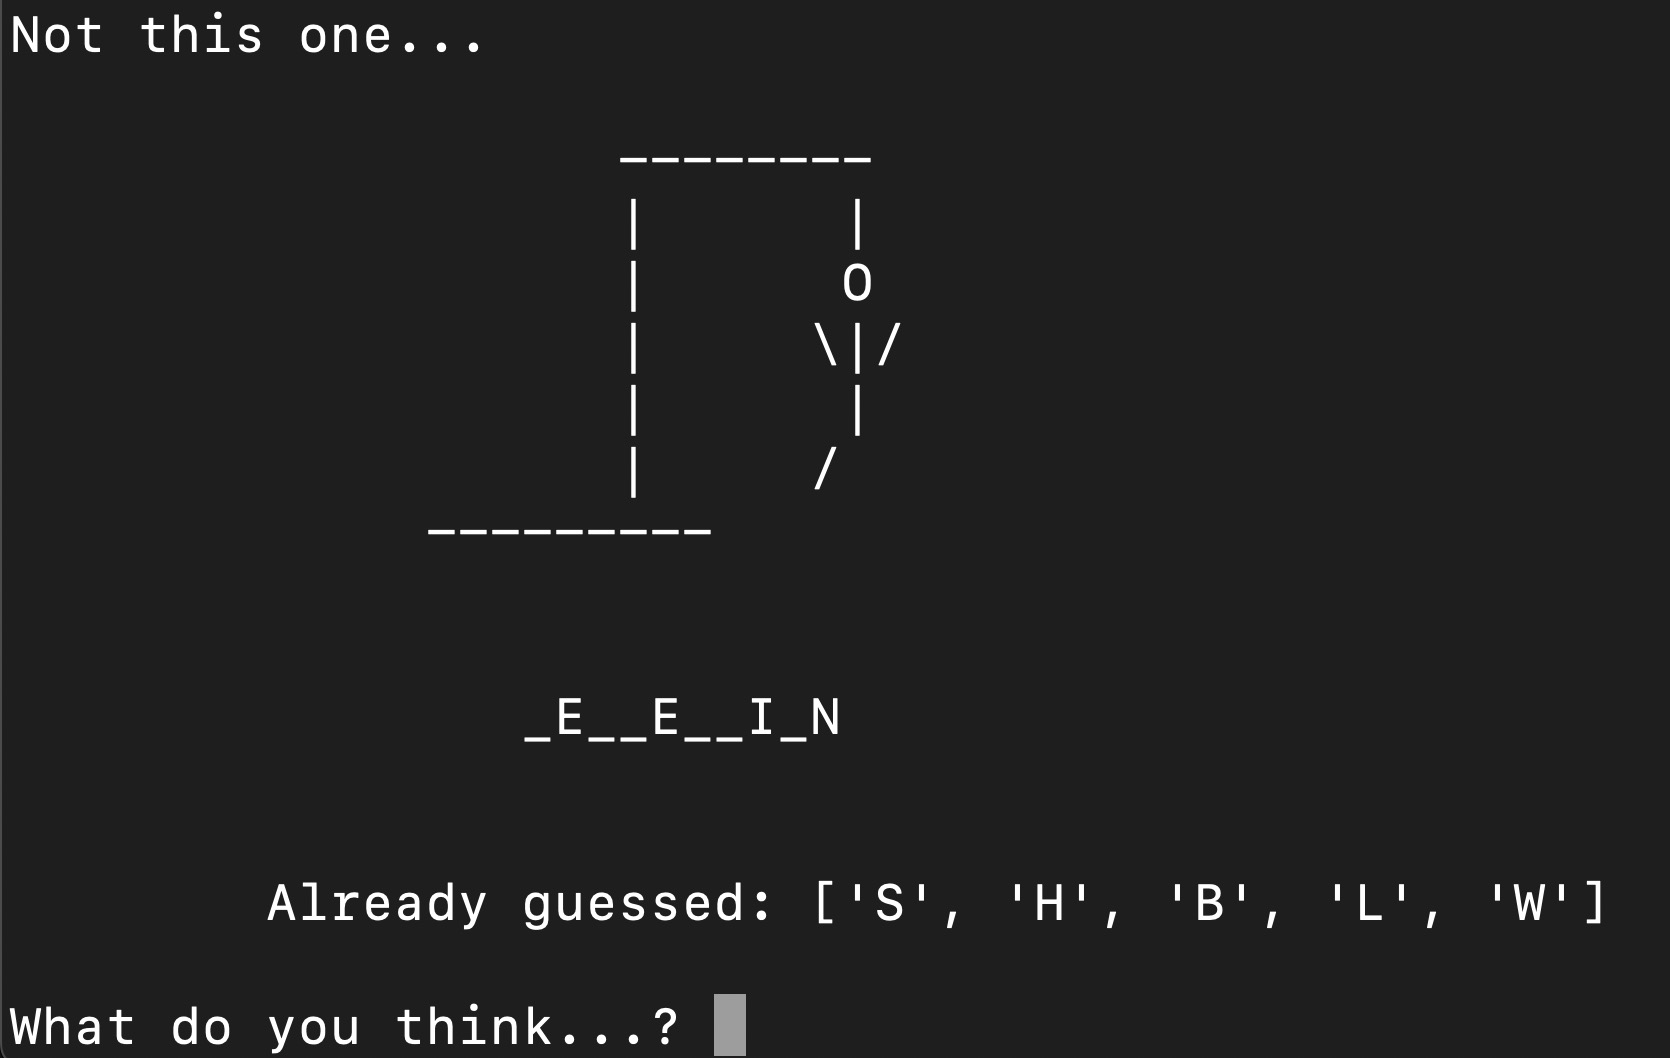 Not this one...
--------
|      |
|      O
|     \|/
|      |
|     /
---------
_E__E__I_N
Already guessed: ['S', 'H', 'B', 'L', 'W']
What do you think...?